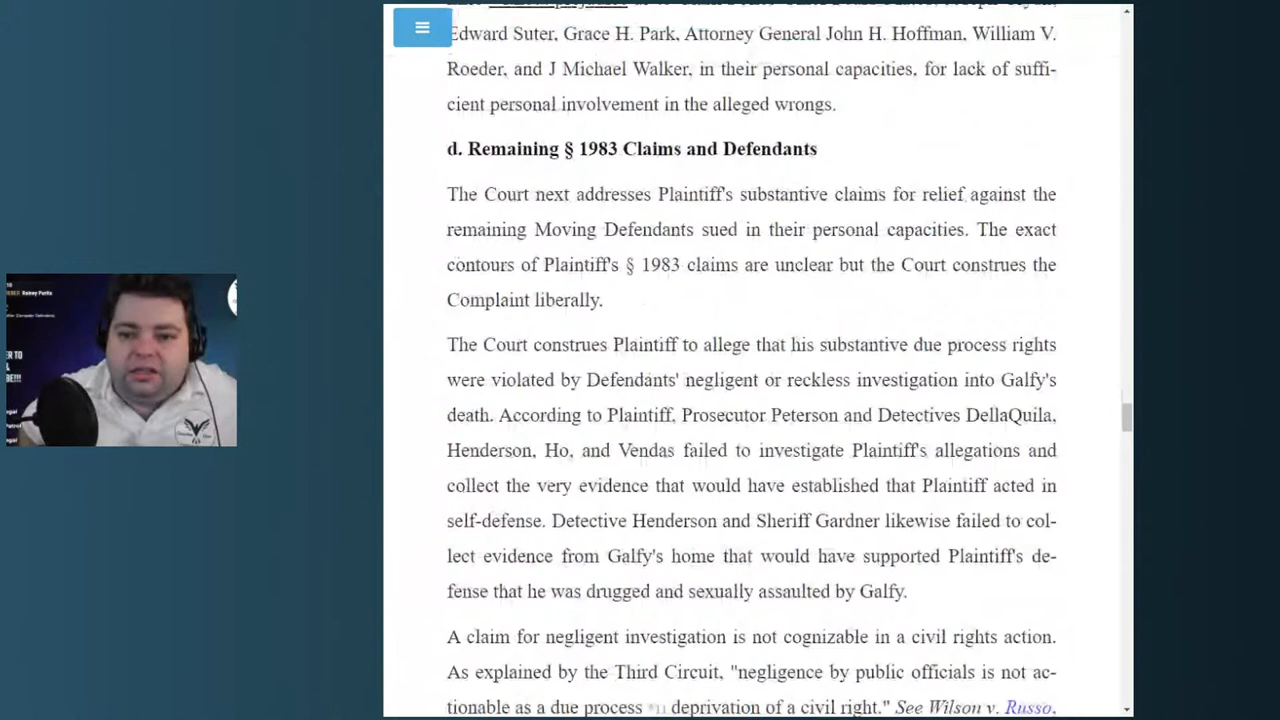 Edward Suter, Grace H. Park, Attorney General John H. Hoffman, William V.
Roeder, and J Michael Walker, in their personal capacities, for lack of suffi-
cient personal involvement in the alleged wrongs.
d. Remaining § 1983 Claims and Defendants
The Court next addresses Plaintiff's substantive claims for relief against the
remaining Moving Defendants sued in their personal capacities. The exact
contours of Plaintiff's § 1983 claims are unclear but the Court construes the
Complaint liberally.
The Court construes Plaintiff to allege that his substantive due process rights
were violated by Defendants' negligent or reckless investigation into Galfy's
death. According to Plaintiff, Prosecutor Peterson and Detectives DellaQuila,
Henderson, Ho, and Vendas failed to investigate Plaintiff's allegations and
collect the very evidence that would have established that Plaintiff acted in
self-defense. Detective Henderson and Sheriff Gardner likewise failed to col-
lect evidence from Galfy's home that would have supported Plaintiff's de-
fense that he was drugged and sexually assaulted by Galfy.
A claim for negligent investigation is not cognizable in a civil rights action.
As explained by the Third Circuit, "negligence by public officials is not ac-
tionable as a due process *11 deprivation of a civil right." See Wilson v. Russo,